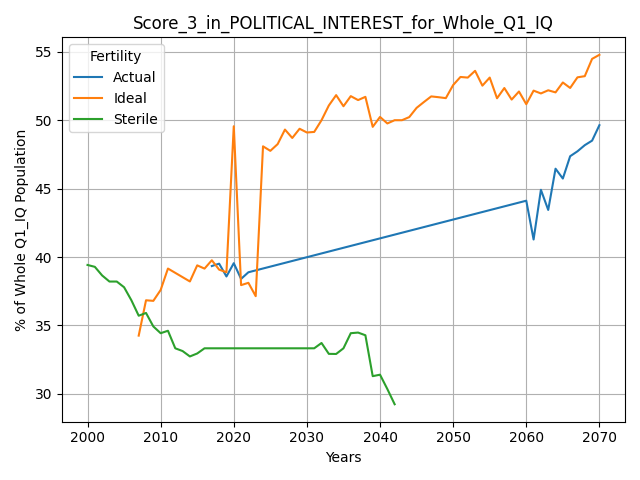 Score_3_in_POLITICAL_INTEREST_for_Whole_Q1_IQ
Fertility
Actual
Ideal
Sterile
% of Whole Q1_IQ Population
55
50
45
40
35
30
2000 2010 2020 2030 2040 2050 2060 2070
Years